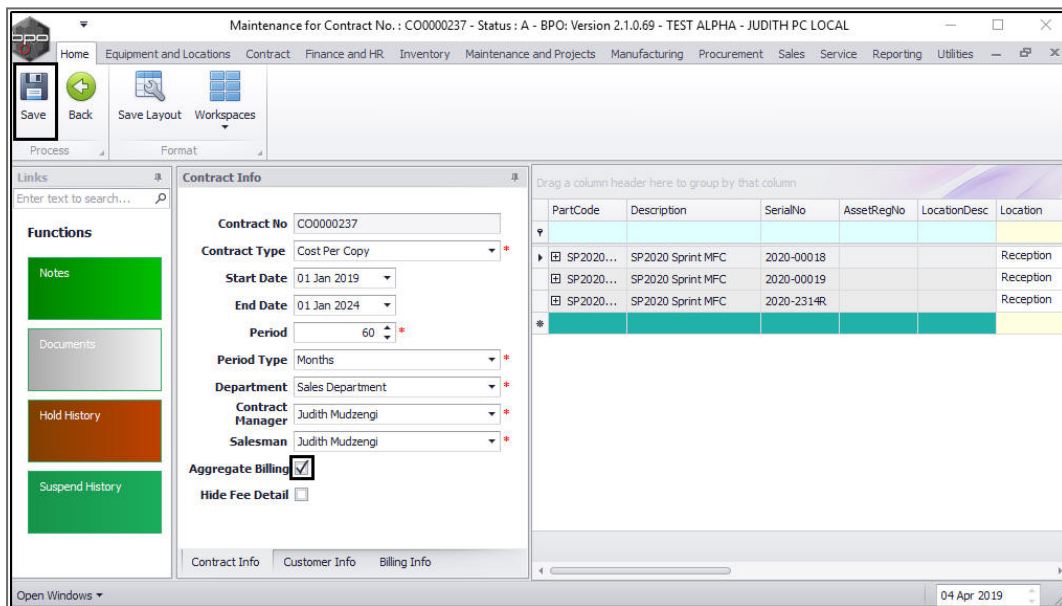 Maintenance for Contract No. : CO0000237 - Status : A - BPO: Version 2.1.0.69 - TEST ALPHA - JUDITH PC LOCAL
bpo
Home Equipment and Locations Contract Finance and HR Inventory Maintenance and Projects Manufacturing Procurement Sales Service Reporting Utilities
Save Back Save Layout Workspaces
Process Format
Links
Enter text to search...
Functions
Notes
Documents
Hold History
Suspend History
Contract Info
Contract No CO0000237
Contract Type Cost Per Copy *
Start Date 01 Jan 2019
End Date 01 Jan 2024
Period 60 *
Period Type Months *
Department Sales Department *
Contract
Manager Judith Mudzengi *
Salesman Judith Mudzengi *
Aggregate Billing
Hide Fee Detail
Contract Info Customer Info Billing Info
Drag a column header here to group by that column
PartCode Description SerialNo AssetRegNo LocationDesc Location
SP2020... SP2020 Sprint MFC 2020-00018 Reception
SP2020... SP2020 Sprint MFC 2020-00019 Reception
SP2020... SP2020 Sprint MFC 2020-2314R Reception
Open Windows 04 Apr 2019